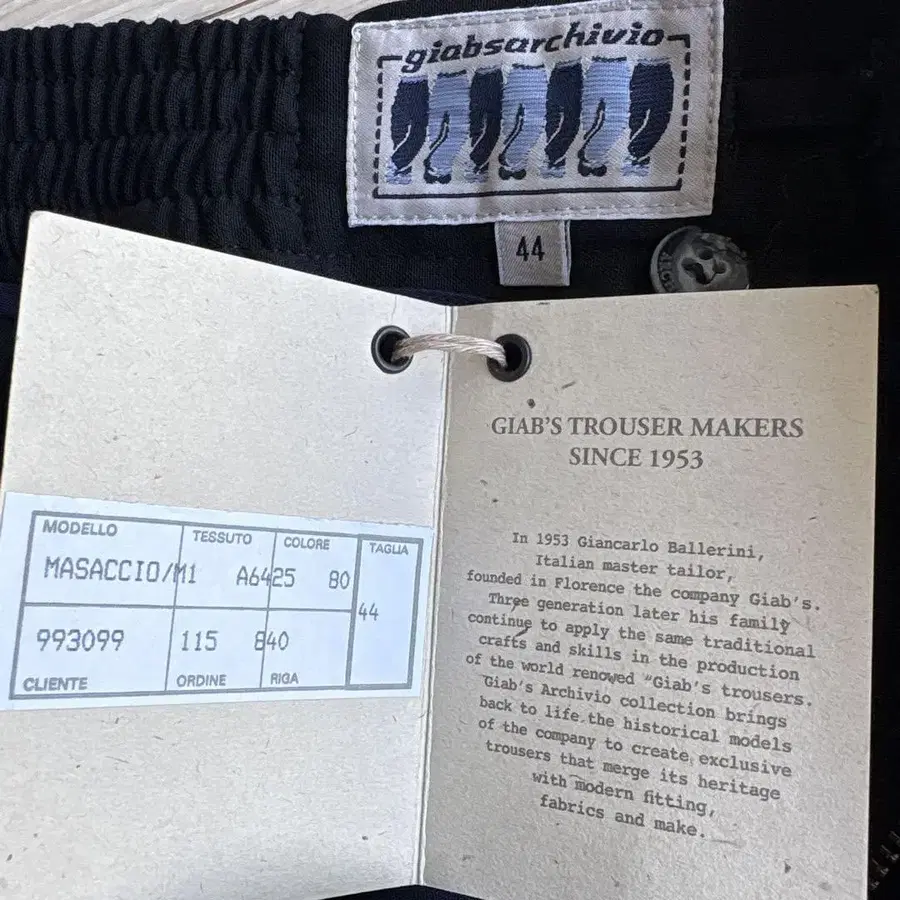 giabsarchivio
44
GIAB'S TROUSER MAKERS
SINCE 1953
In 1953 Giancarlo Ballerini,
Italian master tailor,
founded in Florence the company Giab's.
Three generation later his family
continue to apply the same traditional
crafts and skills in the production
of the world renowed "Giab's trousers.
Giab's Archivio collection brings
back to life the historical models
of the company to create exclusive
trousers that merge its heritage
with modern fitting,
fabrics and make.
MODELLO TESSUTO COLORE TAGLIA
MASACCIO/M1 A6425 80
44
993099 115 840
CLIENTE ORDINE RIGA